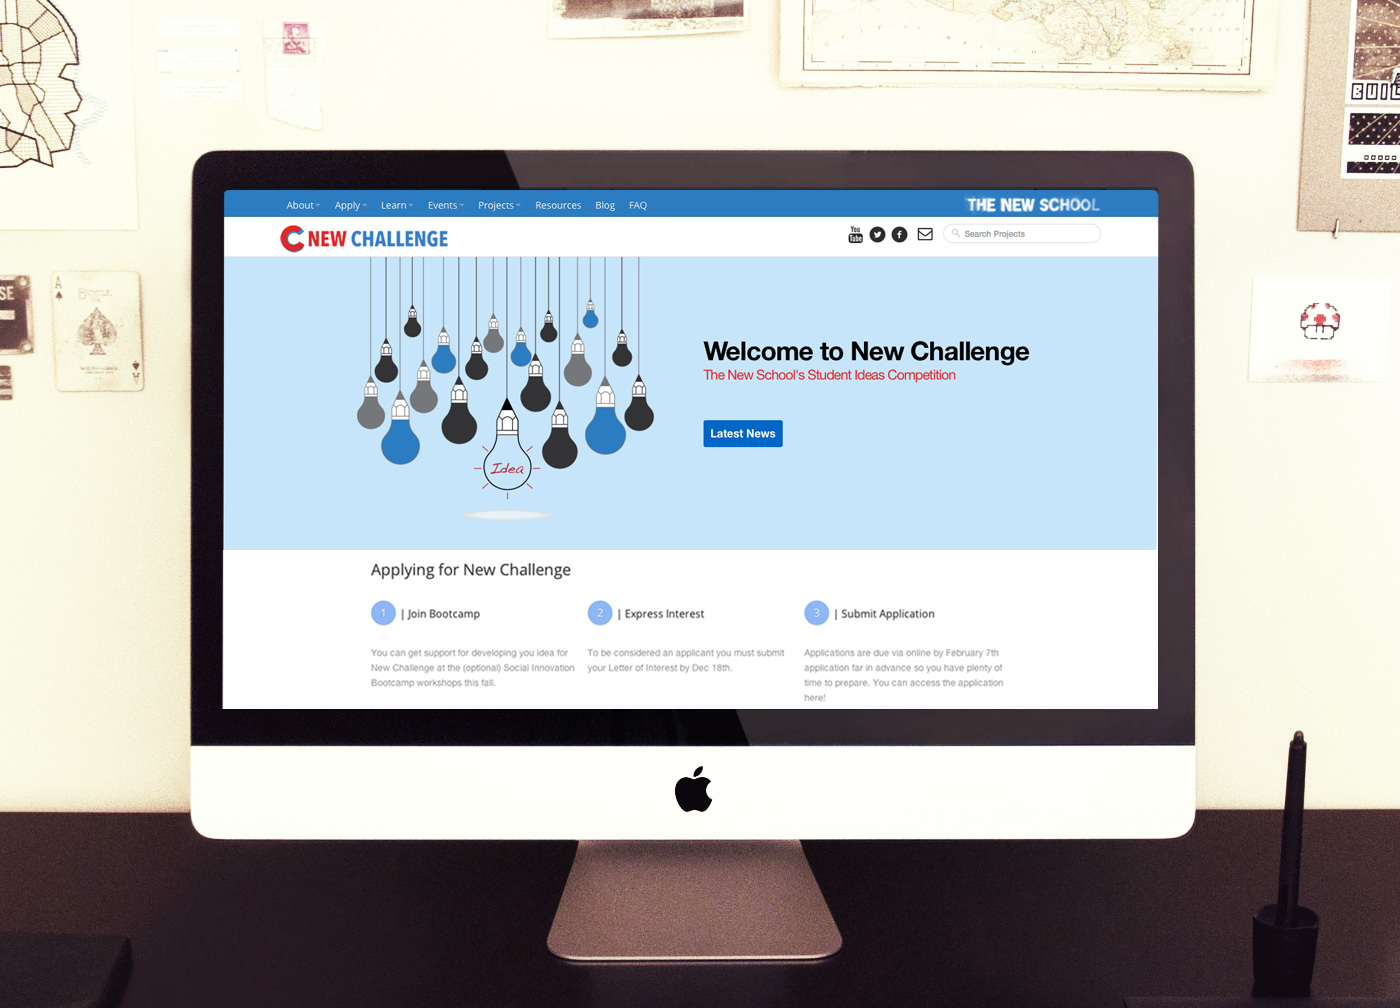 MEXICO
BUIL
SE
A
BICYCLE
About
Apply
Learn
Events
Projects
Resources
Blog
FAQ
THE NEW SCHOOL
C NEW CHALLENGE
You
Tube
Search Projects
Welcome to New Challenge
The New School's Student Ideas Competition
Latest News
Idea
Applying for New Challenge
1 | Join Bootcamp
You can get support for developing you idea for
New Challenge at the (optional) Social Innovation
Bootcamp workshops this fall.
2 | Express Interest
To be considered an applicant you must submit
your Letter of Interest by Dec 18th.
3 | Submit Application
Applications are due via online by February 7th
application far in advance so you have plenty of
time to prepare. You can access the application
here!